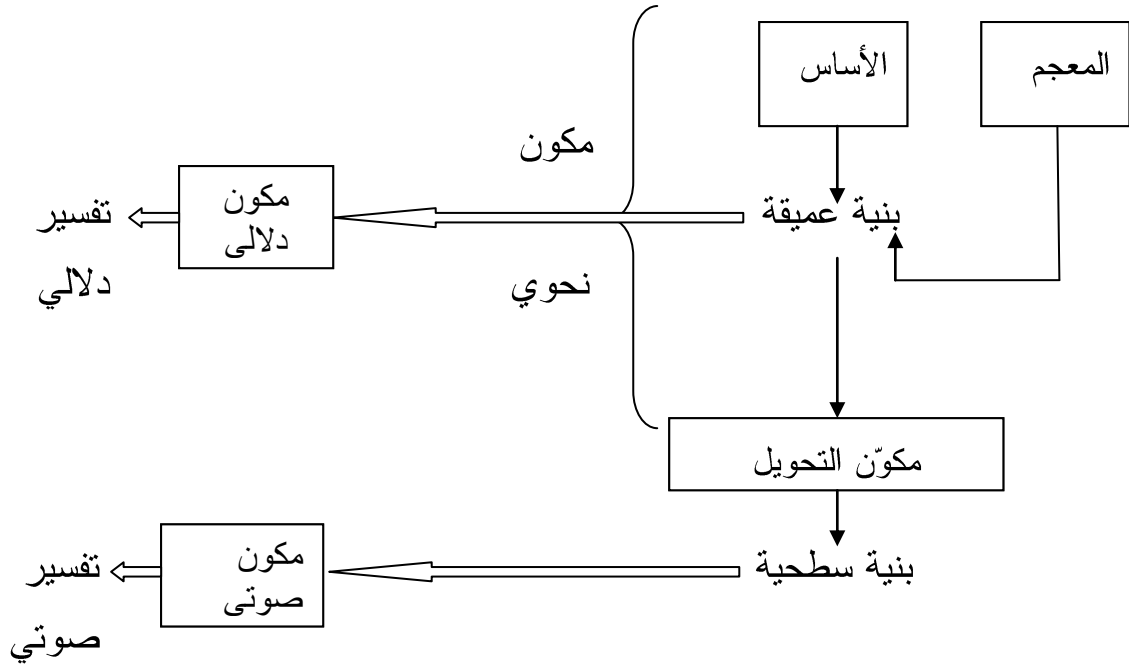 المعجم
الأساس
مكون
نحوي
بنية عميقة
مكون
دلالى
تفسير
دلالي
مكوّن التحويل
بنية سطحية
مكون
صوتى
تفسير
صوتي